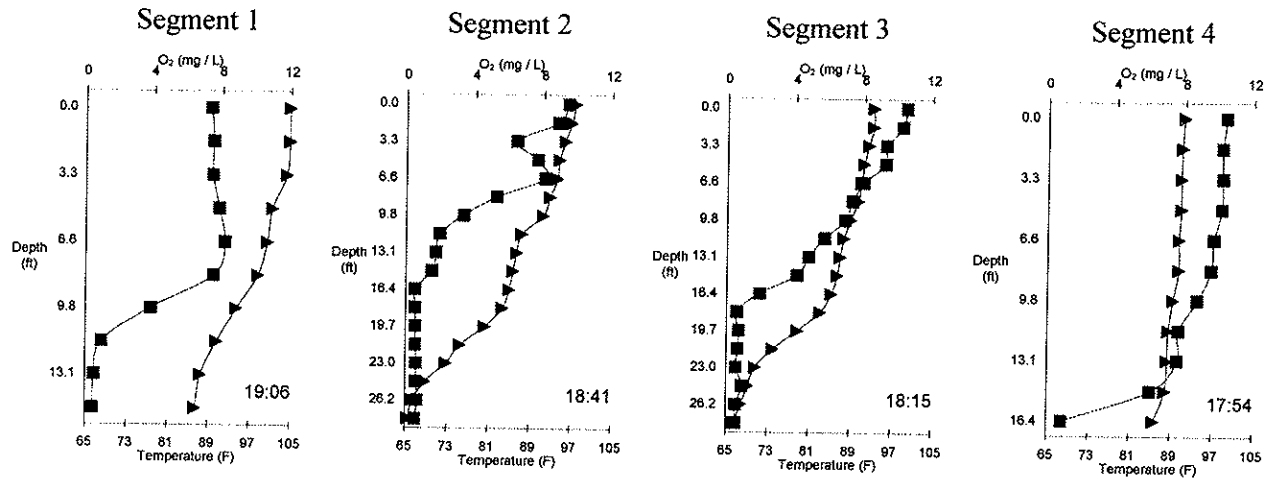 Segment 1
O₂ (mg / L)
0 4 8 12
0.0
3.3
6.6
Depth
(ft)
9.8
13.1
19:06
65 73 81 89 97 105
Temperature (F)
Segment 2
O₂ (mg / L)
0 4 8 12
0.0
3.3
6.6
9.8
Depth
(ft)
13.1
16.4
19.7
23.0
26.2
18:41
65 73 81 89 97 105
Temperature (F)
Segment 3
O₂ (mg / L)
0 4 8 12
0.0
3.3
6.6
9.8
Depth
(ft)
13.1
16.4
19.7
23.0
26.2
18:15
65 73 81 89 97 105
Temperature (F)
Segment 4
O₂ (mg / L)
0 4 8 12
0.0
3.3
6.6
Depth
(ft)
9.8
13.1
16.4
17:54
65 73 81 89 97 105
Temperature (F)